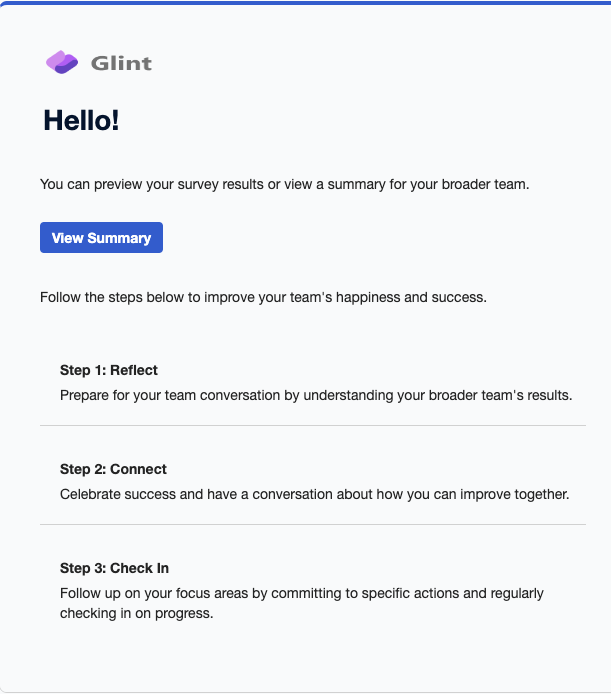 Glint
Hello!
You can preview your survey results or view a summary for your broader team.
View Summary
Follow the steps below to improve your team's happiness and success.
Step 1: Reflect
Prepare for your team conversation by understanding your broader team's results.
Step 2: Connect
Celebrate success and have a conversation about how you can improve together.
Step 3: Check In
Follow up on your focus areas by committing to specific actions and regularly
checking in on progress.